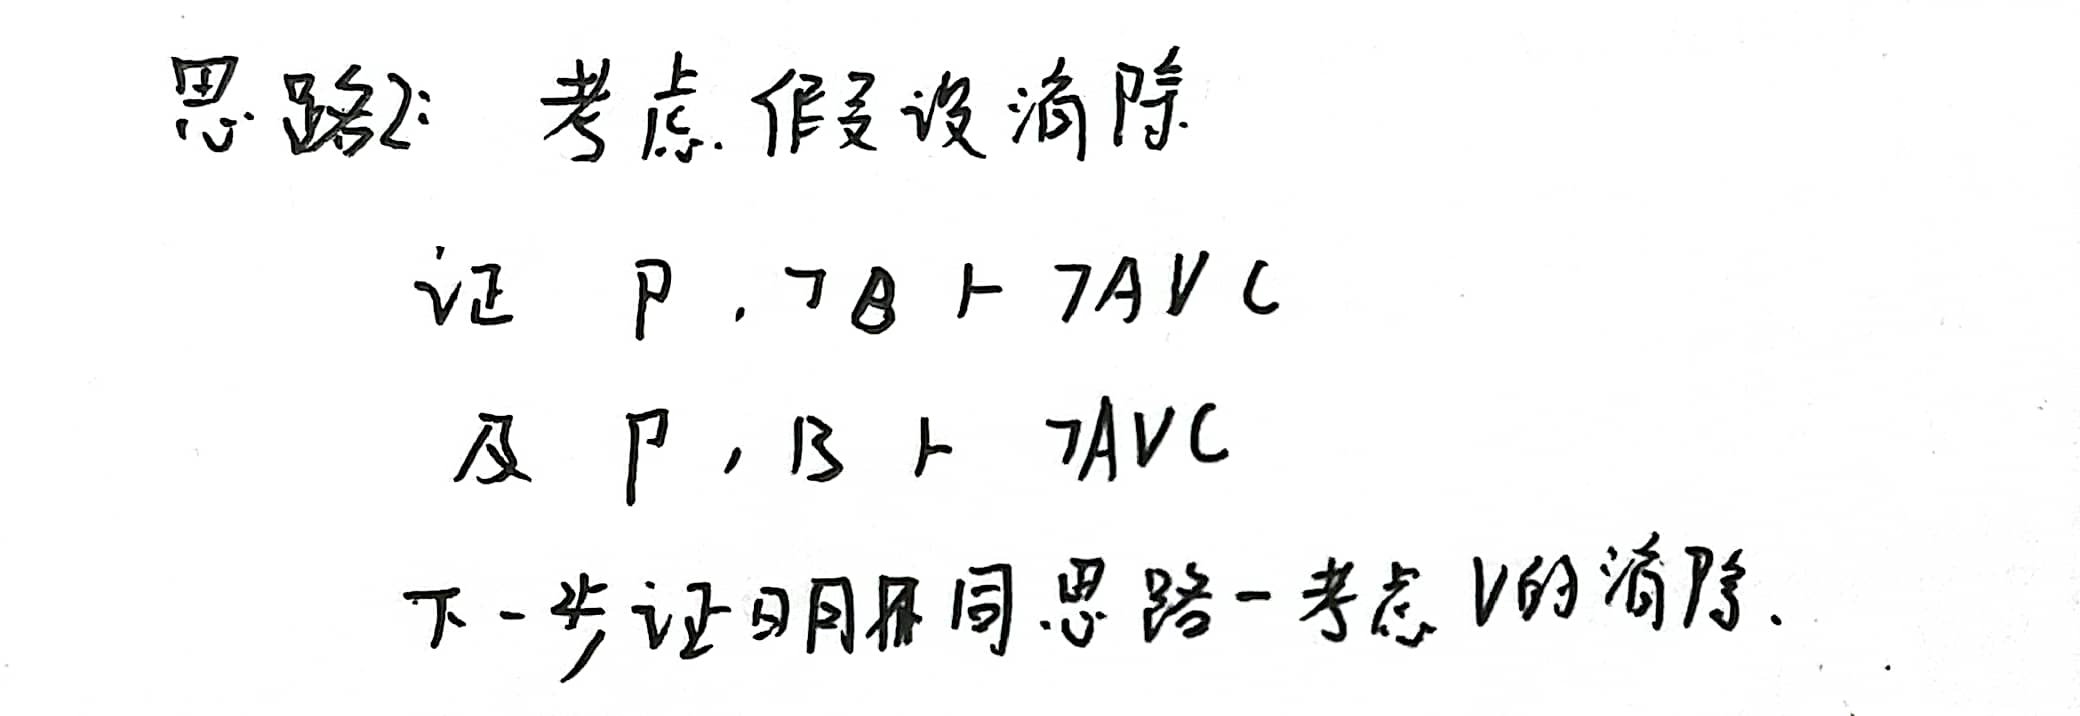 思路2: 考虑假设消除
证 Γ, ¬B ⊢ ¬A∨C
及 Γ, B ⊢ ¬A∨C
下一步证明同思路一考虑∨的消除.